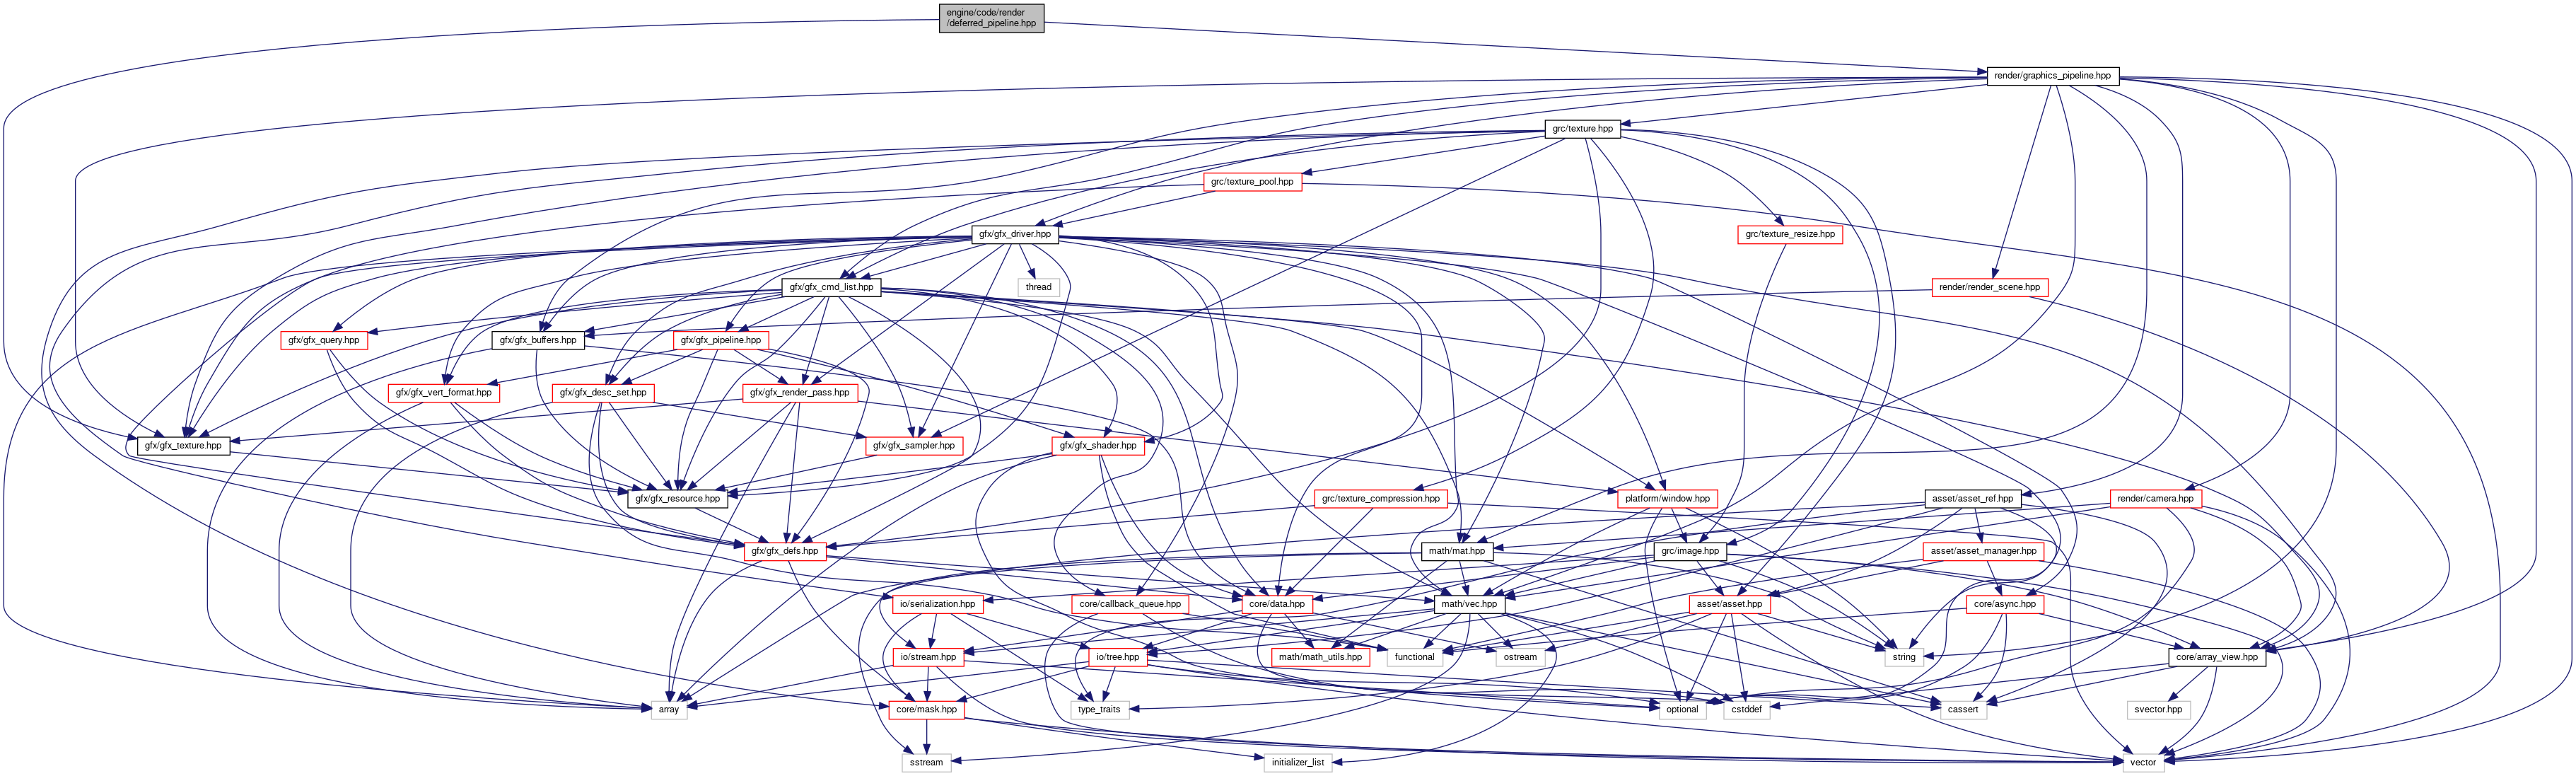 engine/code/render
/deferred_pipeline.hpp
render/graphics_pipeline.hpp
grc/texture.hpp
grc/texture_pool.hpp
gfx/gfx_driver.hpp
grc/texture_resize.hpp
thread
gfx/gfx_cmd_list.hpp
render/render_scene.hpp
gfx/gfx_query.hpp
gfx/gfx_buffers.hpp
gfx/gfx_pipeline.hpp
gfx/gfx_vert_format.hpp
gfx/gfx_desc_set.hpp
gfx/gfx_render_pass.hpp
gfx/gfx_texture.hpp
gfx/gfx_sampler.hpp
gfx/gfx_shader.hpp
gfx/gfx_resource.hpp
grc/texture_compression.hpp
platform/window.hpp
asset/asset_ref.hpp
render/camera.hpp
gfx/gfx_defs.hpp
math/mat.hpp
grc/image.hpp
asset/asset_manager.hpp
io/serialization.hpp
core/callback_queue.hpp
core/data.hpp
math/vec.hpp
asset/asset.hpp
core/async.hpp
io/stream.hpp
io/tree.hpp
math/math_utils.hpp
functional
ostream
string
core/array_view.hpp
array
core/mask.hpp
type_traits
optional
cstddef
cassert
svector.hpp
sstream
initializer_list
vector